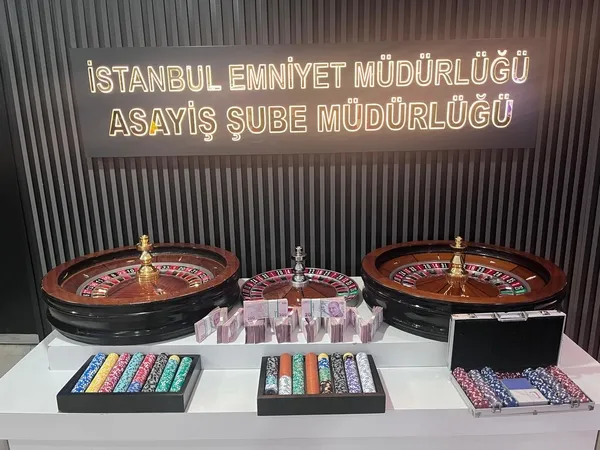 İSTANBUL EMNİYET MÜDÜRLÜĞÜ
ASAYİŞ ŞUBE MÜDÜRLÜĞÜ